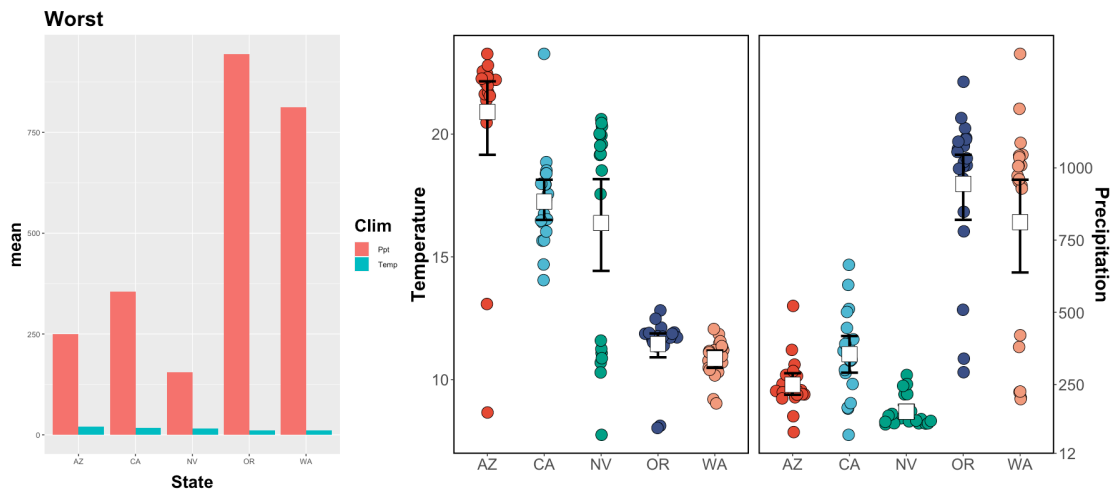 Worst
mean
750
500
250
0
AZ
CA
NV
OR
WA
State
Clim
Ppt
Temp
Temperature
20
15
10
AZ
CA
NV
OR
WA
AZ
CA
NV
OR
WA
1000
750
500
250
12
Precipitation